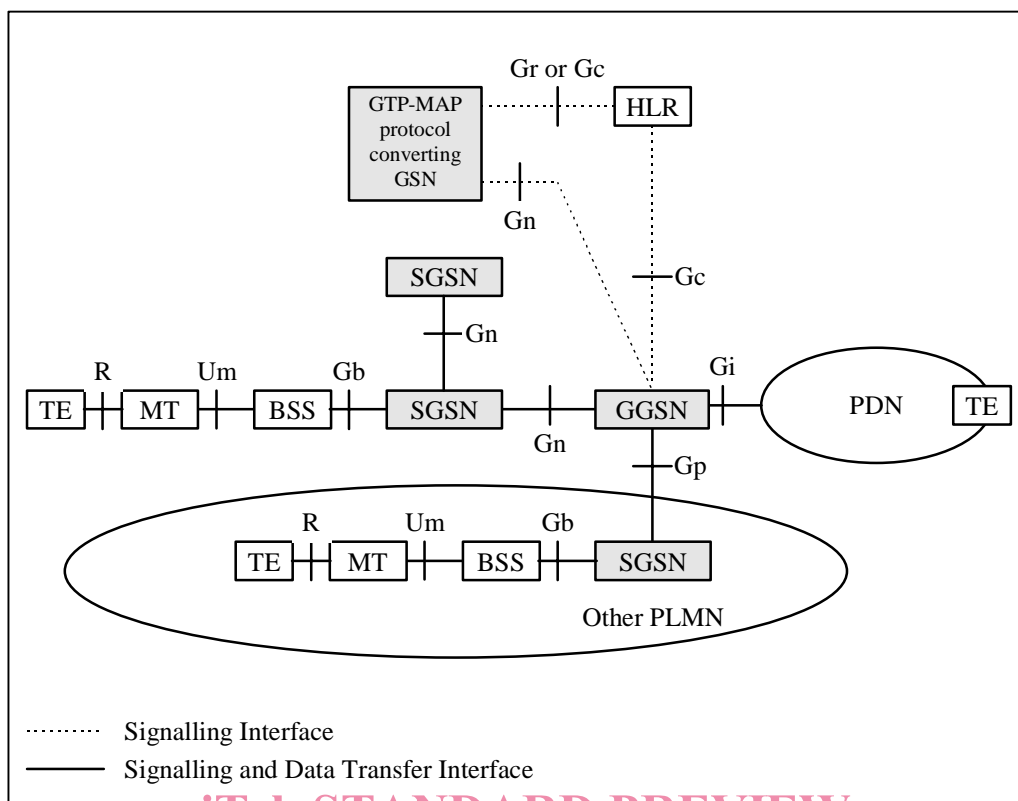 Gr or Gc
GTP-MAP
protocol
converting
GSN
HLR
Gn
SGSN
Gn
Gc
R
Um
Gb
Gi
TE
MT
BSS
SGSN
GGSN
PDN
TE
Gn
Gp
R
Um
Gb
TE
MT
BSS
SGSN
Other PLMN
Signalling Interface
Signalling and Data Transfer Interface
STANDARD PREVIEW